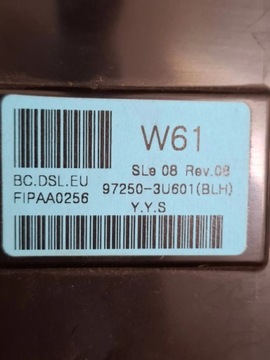 W61
BC.DSL.EU
SLe 08 Rev.08
FIPAA0256
97250-3U601(BLH)
Y.Y.S